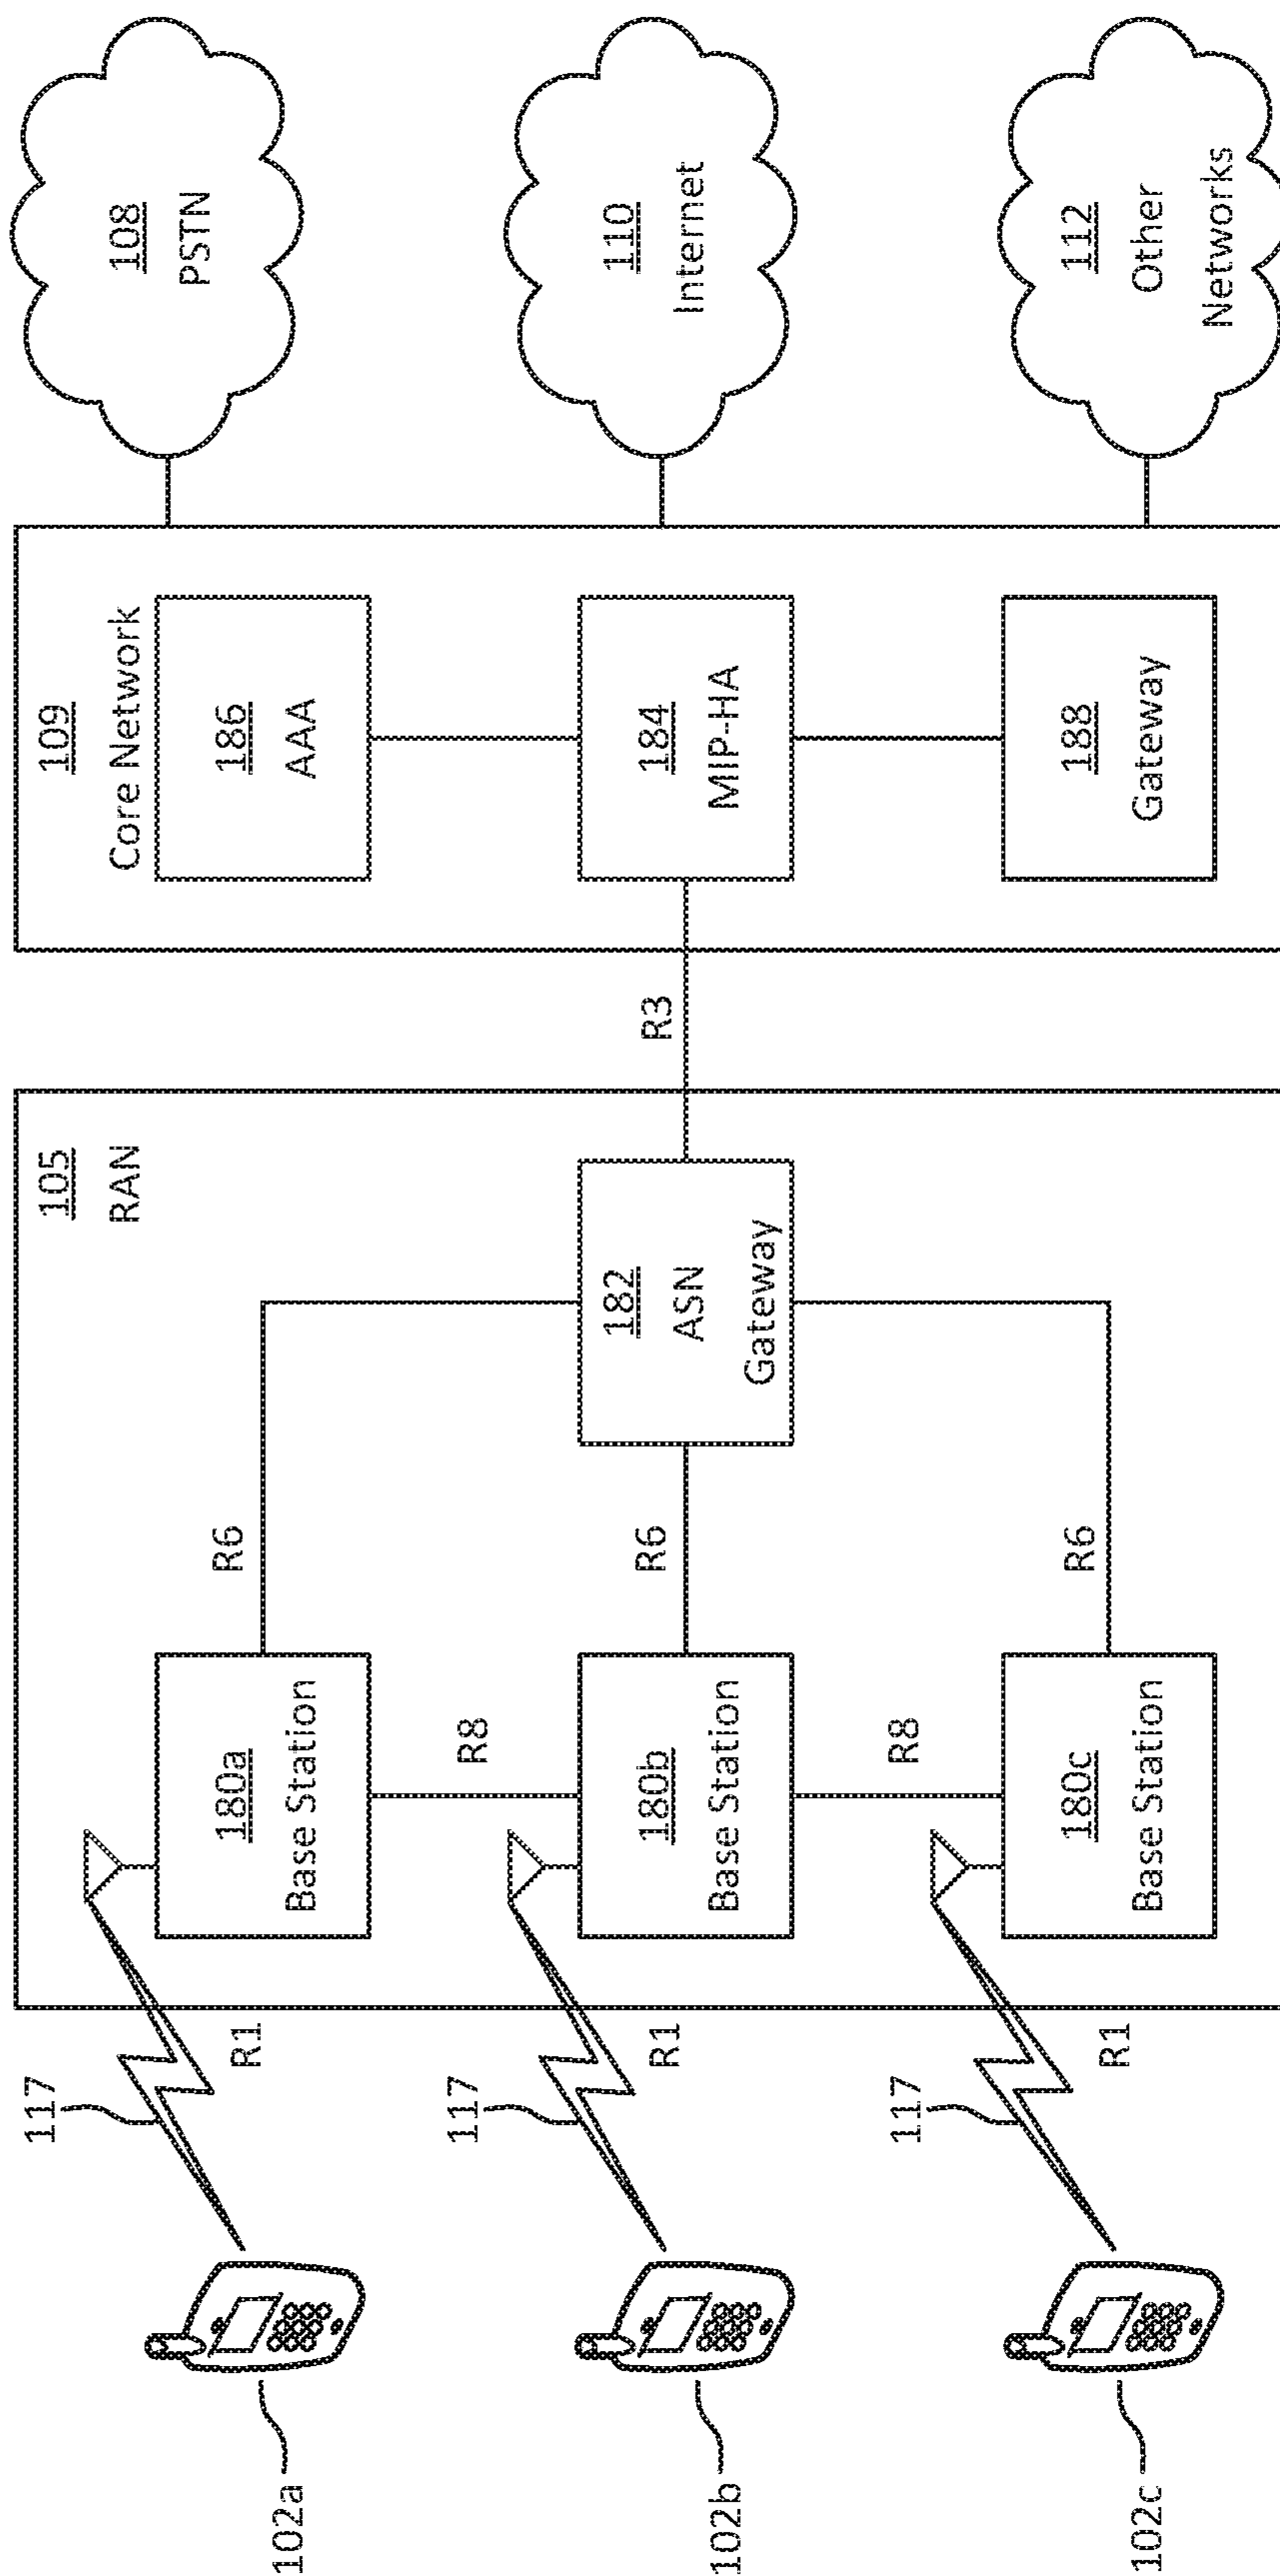 102a
117
R1
180a
Base Station
R6
R8
102b
117
R1
180b
Base Station
R6
R8
102c
117
R1
180c
Base Station
R6
105
RAN
182
ASN
Gateway
R3
109
Core Network
186
AAA
184
MIP-HA
188
Gateway
108
PSTN
110
Internet
112
Other
Networks